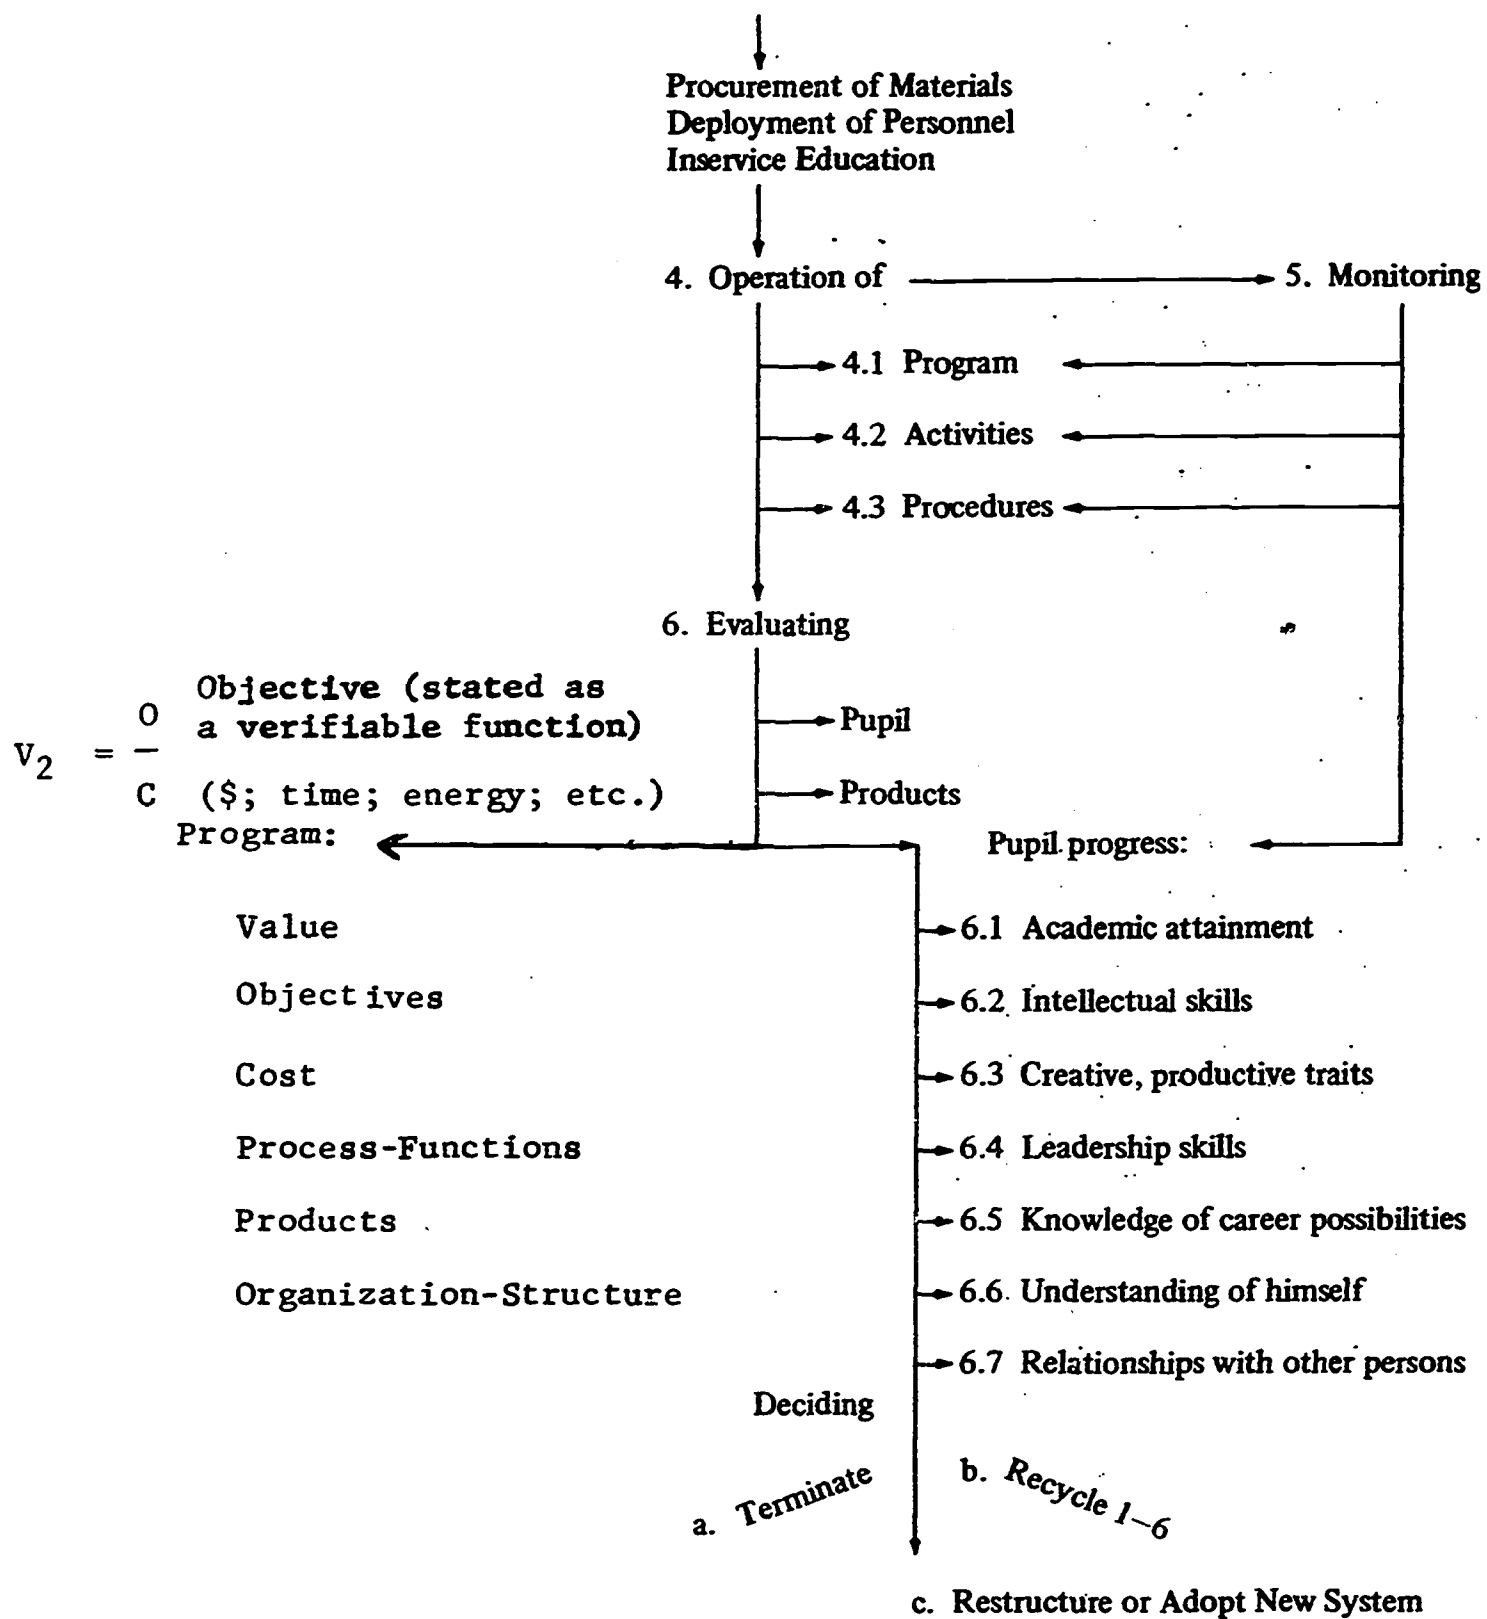 Procurement of Materials
Deployment of Personnel
Inservice Education
4. Operation of
5. Monitoring
4.1 Program
4.2 Activities
4.3 Procedures
6. Evaluating
Objective (stated as
a verifiable function)
V₂ = O
C ($; time; energy; etc.)
Pupil
Products
Program:
Pupil progress:
Value
6.1 Academic attainment
Objectives
6.2 Intellectual skills
Cost
6.3 Creative, productive traits
Process-Functions
6.4 Leadership skills
Products
6.5 Knowledge of career possibilities
Organization-Structure
6.6 Understanding of himself
6.7 Relationships with other persons
Deciding
a. Terminate
b. Recycle 1–6
c. Restructure or Adopt New System